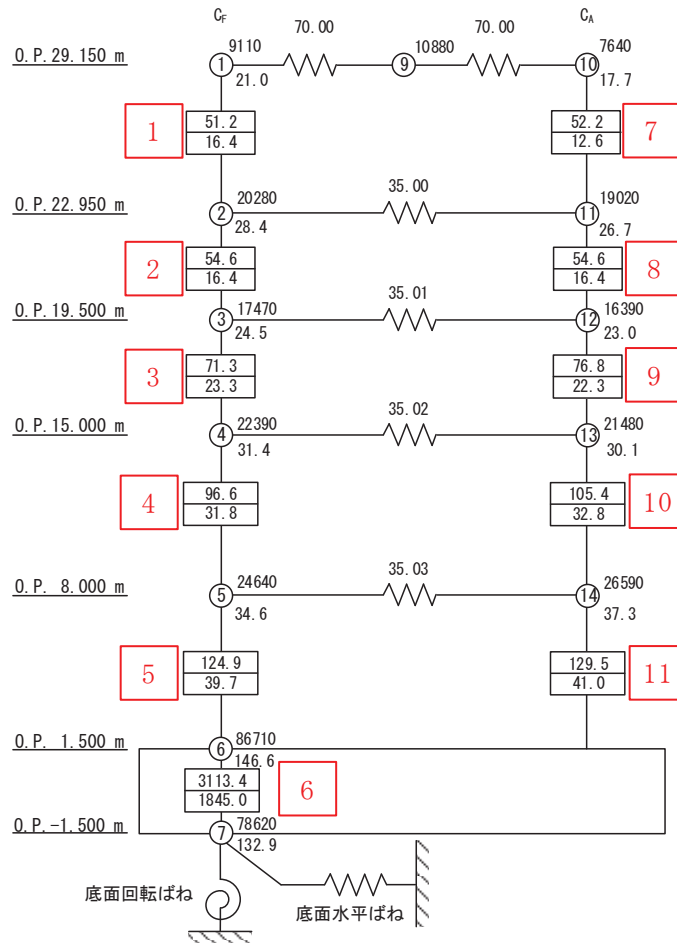 C_F C_A
70.00 70.00
O.P.29.150 m ① 9110 ⑨ 10880 ⑩ 7640
21.0 17.7
1 51.2 52.2 7
16.4 12.6
35.00
O.P.22.950 m ② 20280 ⑪ 19020
28.4 26.7
2 54.6 54.6 8
16.4 16.4
35.01
O.P.19.500 m ③ 17470 ⑫ 16390
24.5 23.0
3 71.3 76.8 9
23.3 22.3
35.02
O.P.15.000 m ④ 22390 ⑬ 21480
31.4 30.1
4 96.6 105.4 10
31.8 32.8
35.03
O.P. 8.000 m ⑤ 24640 ⑭ 26590
34.6 37.3
5 124.9 129.5 11
39.7 41.0
O.P. 1.500 m ⑥ 86710
146.6
3113.4 6
1845.0
O.P.-1.500 m ⑦ 78620
132.9
底面回転ばね
底面水平ばね